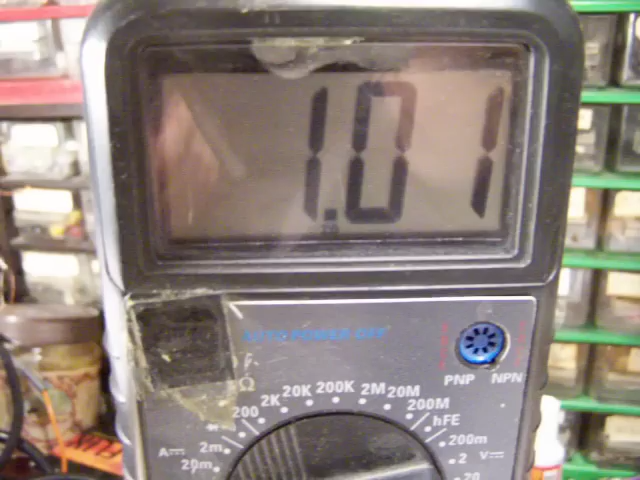 1.01
AUTO POWER OFF
Ω
PNP NPN
200 2K 20K 200K 2M 20M 200M
hFE
A 2m 200m
20m 2 V
20